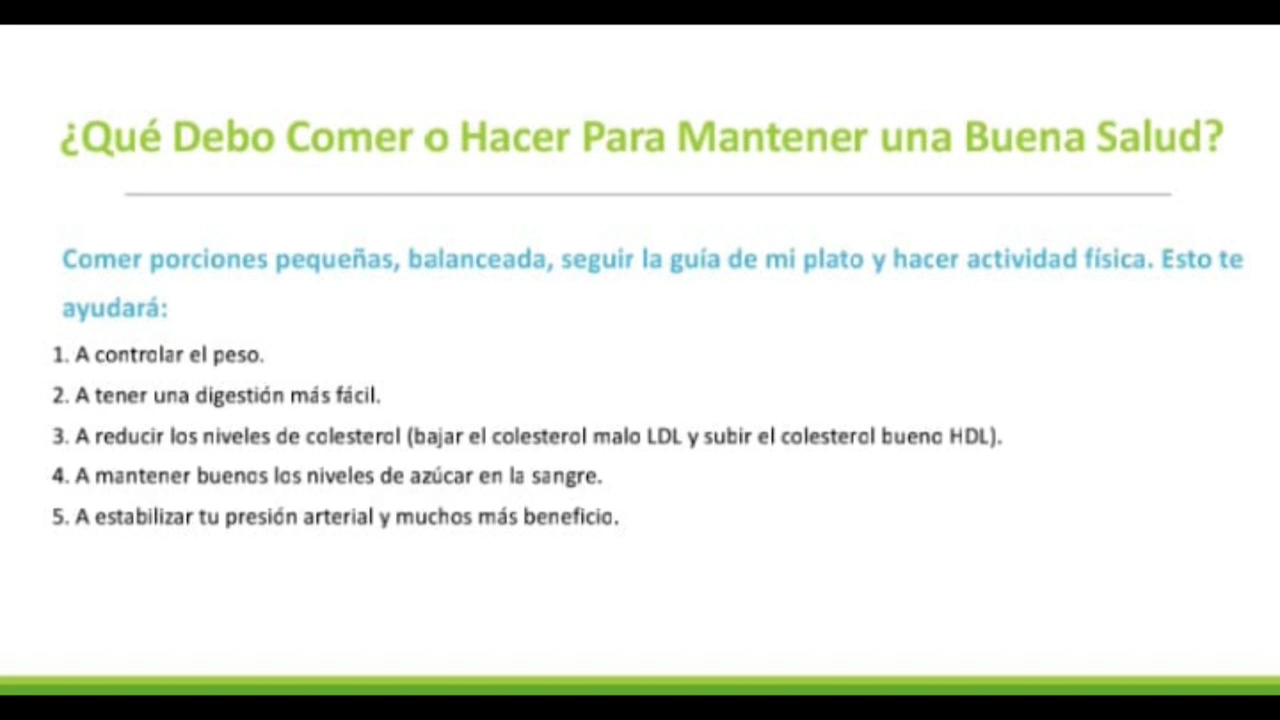 ¿Qué Debo Comer o Hacer Para Mantener una Buena Salud?
Comer porciones pequeñas, balanceada, seguir la guía de mi plato y hacer actividad física. Esto te
ayudará:
1. A controlar el peso.
2. A tener una digestión más fácil.
3. A reducir los niveles de colesterol (bajar el colesterol malo LDL y subir el colesterol bueno HDL).
4. A mantener buenos los niveles de azúcar en la sangre.
5. A estabilizar tu presión arterial y muchos más beneficio.